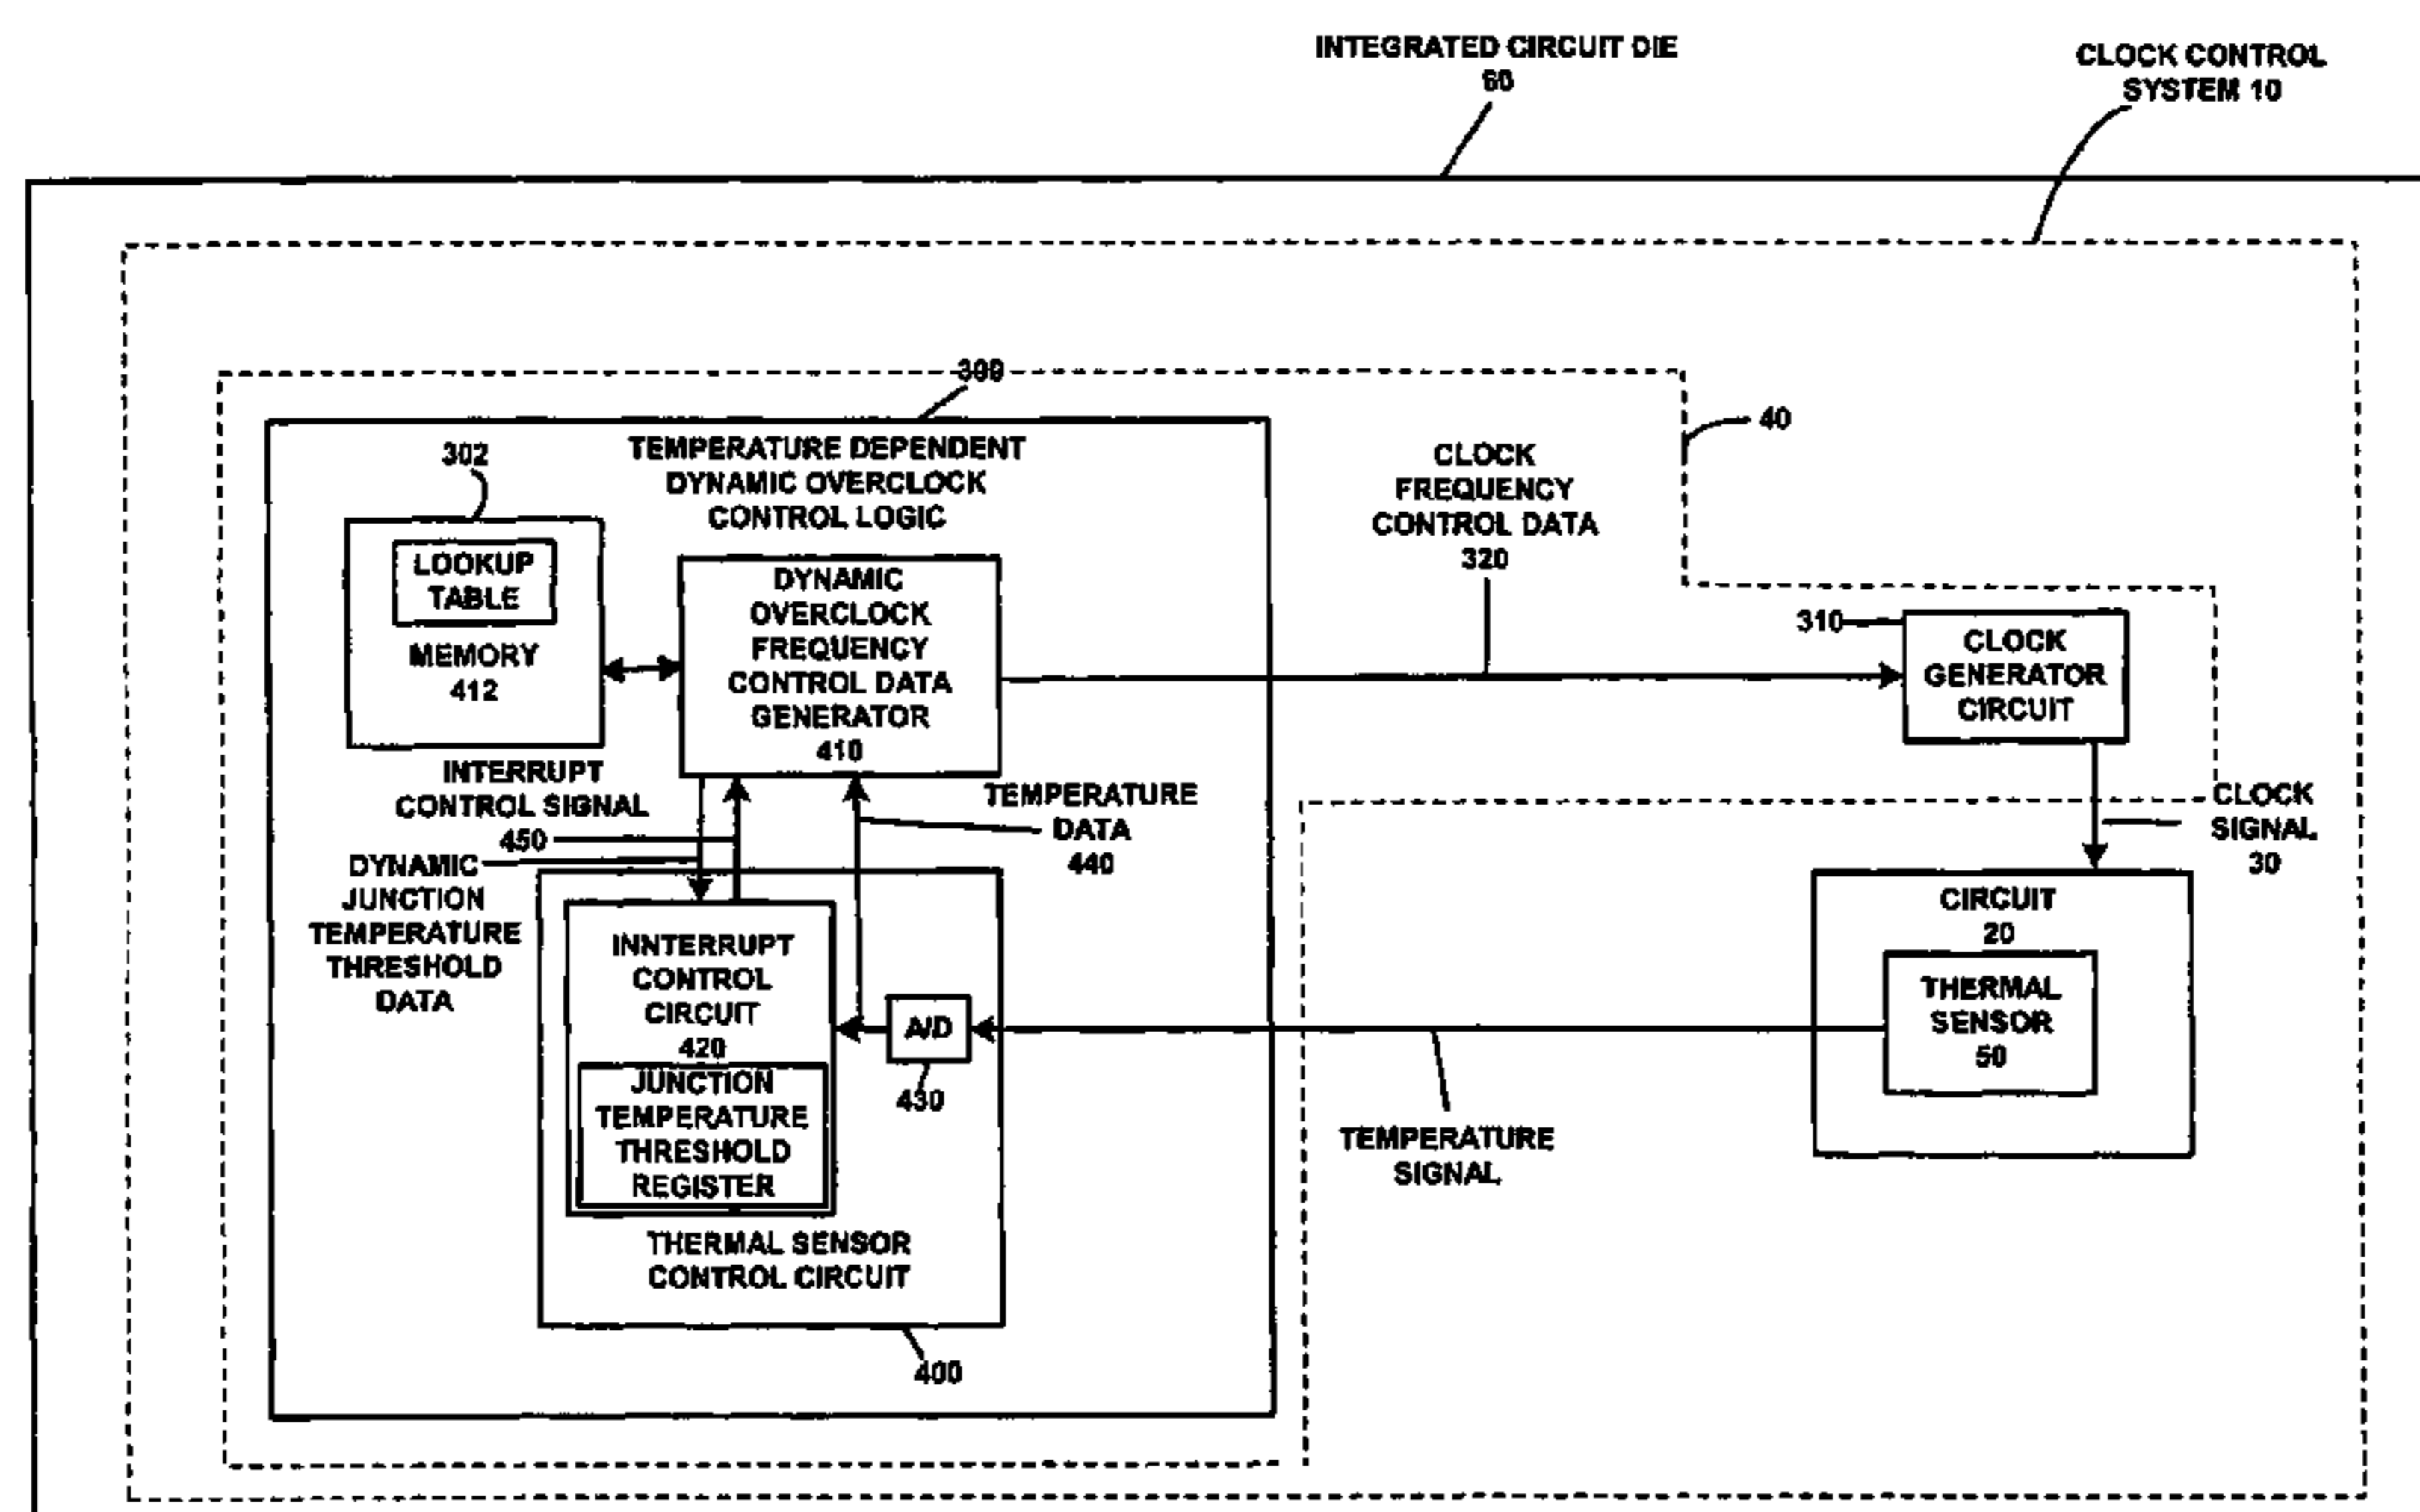 INTEGRATED CIRCUIT DIE
60
CLOCK CONTROL
SYSTEM 10
300
40
302
TEMPERATURE DEPENDENT
DYNAMIC OVERCLOCK
CONTROL LOGIC
LOOKUP
TABLE
MEMORY
412
DYNAMIC
OVERCLOCK
FREQUENCY
CONTROL DATA
GENERATOR
410
CLOCK
FREQUENCY
CONTROL DATA
320
310
CLOCK
GENERATOR
CIRCUIT
INTERRUPT
CONTROL SIGNAL
450
TEMPERATURE
DATA
440
CLOCK
SIGNAL
30
DYNAMIC
JUNCTION
TEMPERATURE
THRESHOLD
DATA
INNTERRUPT
CONTROL
CIRCUIT
420
JUNCTION
TEMPERATURE
THRESHOLD
REGISTER
A/D
430
THERMAL SENSOR
CONTROL CIRCUIT
400
CIRCUIT
20
THERMAL
SENSOR
50
TEMPERATURE
SIGNAL